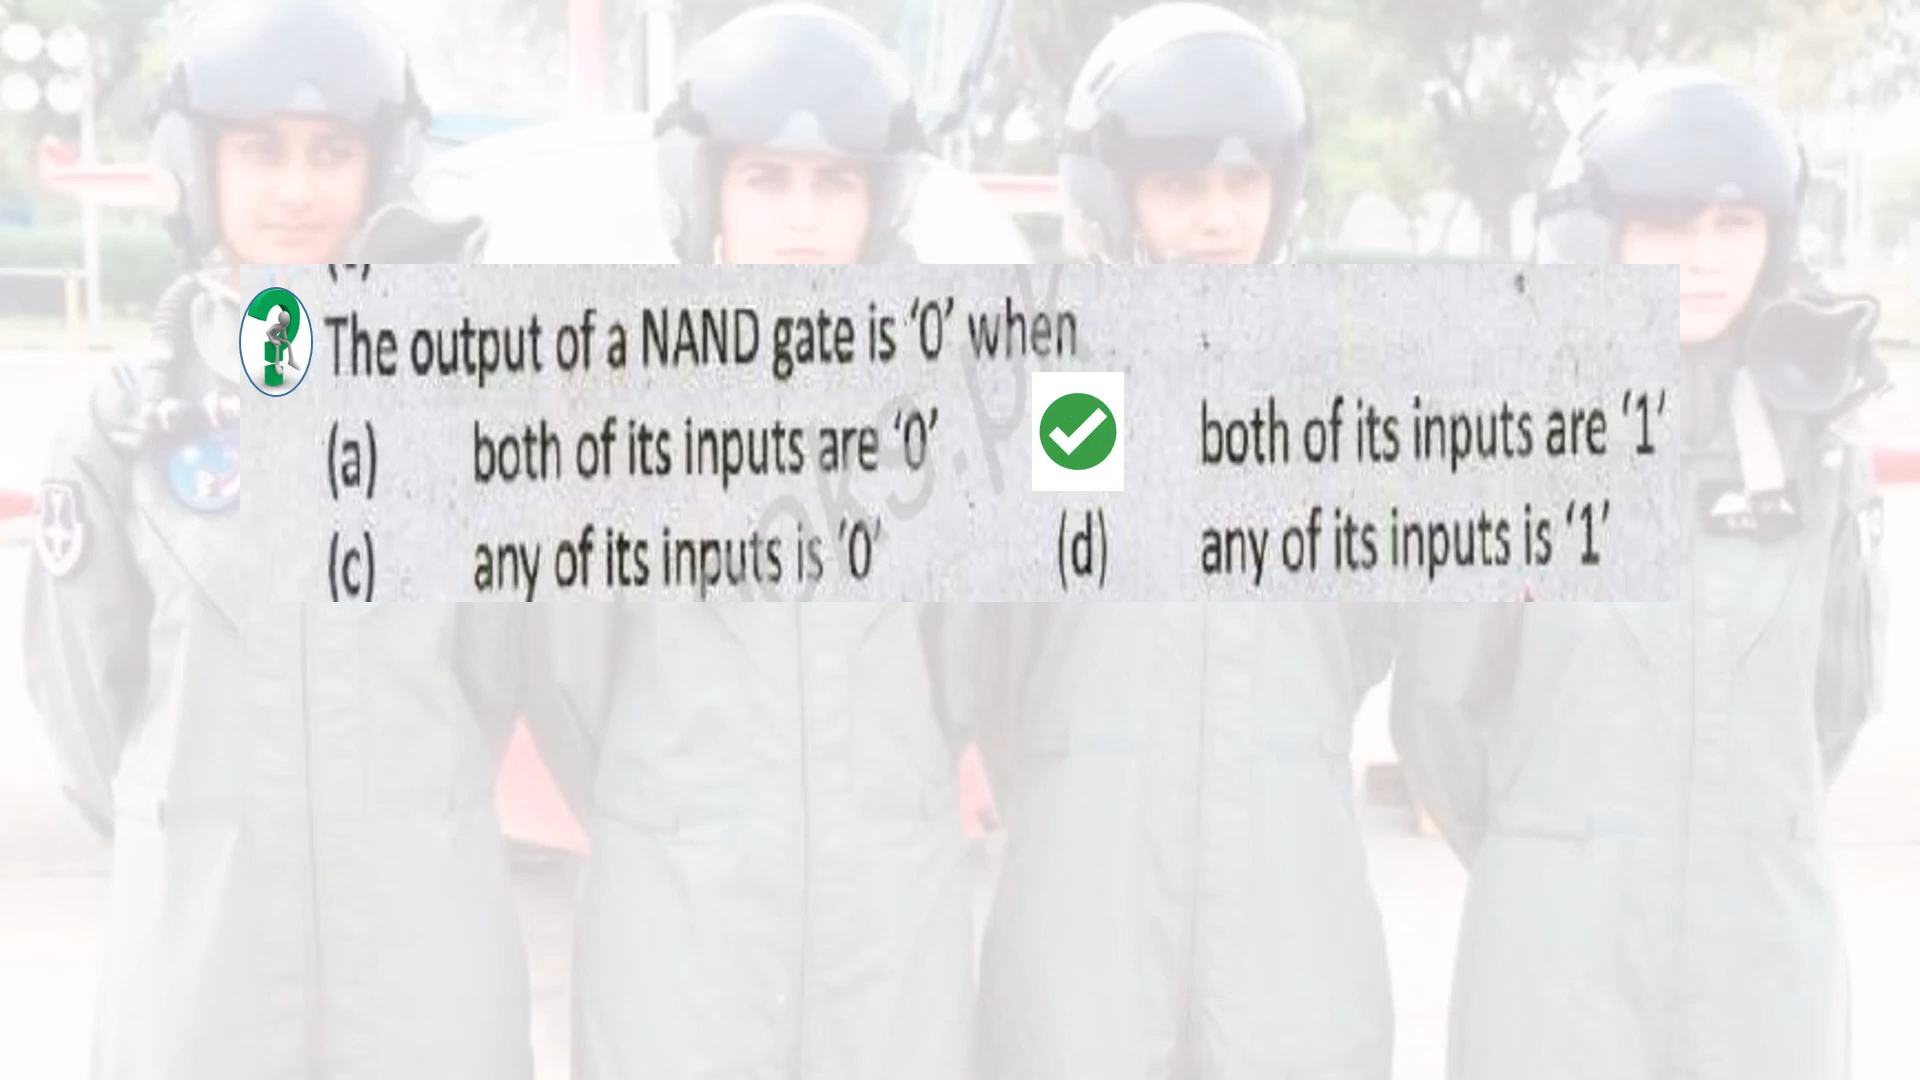 The output of a NAND gate is ‘0’ when
(a) both of its inputs are ‘0’ both of its inputs are ‘1’
(c) any of its inputs is ‘0’ (d) any of its inputs is ‘1’